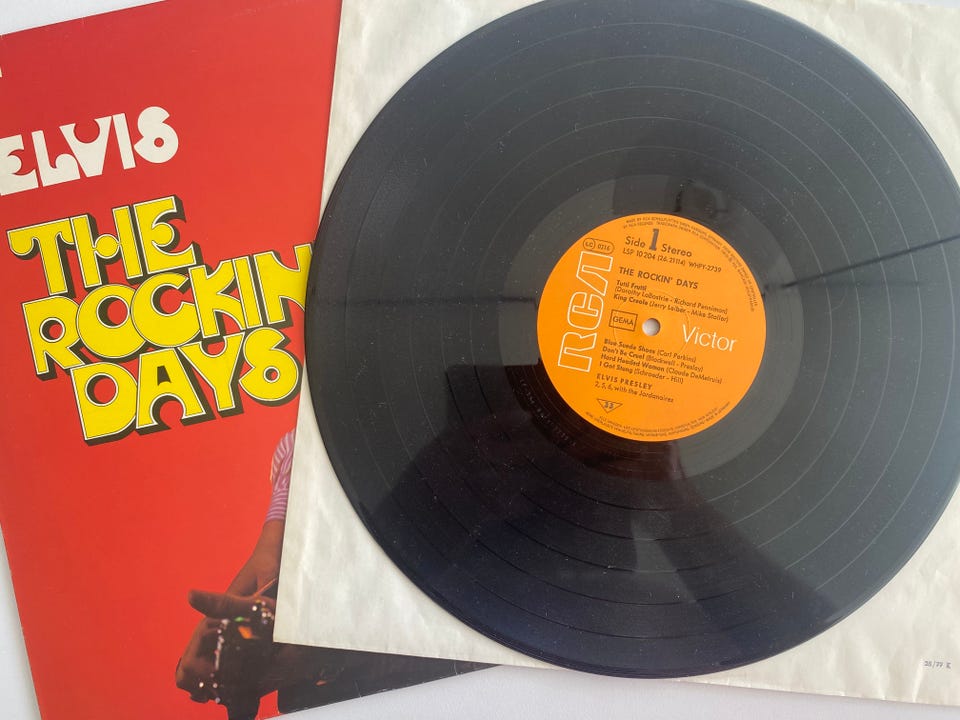 ELVIS
THE
ROCKIN'
DAYS
LC 0316
Side 1 Stereo
LSP 10 204 (26.21114) WHPY-2739
THE ROCKIN' DAYS
Tutti Frutti
(Dorothy LaBostrie - Richard Penniman)
King Creole (Jerry Leiber - Mike Stoller)
RCA
GEMA
Victor
Blue Suede Shoes (Carl Perkins)
Don't Be Cruel (Blackwell - Presley)
Hard Headed Woman (Claude DeMetruis)
I Got Stung (Schroeder - Hill)
ELVIS PRESLEY
2, 5, 6, with the Jordanaires
33